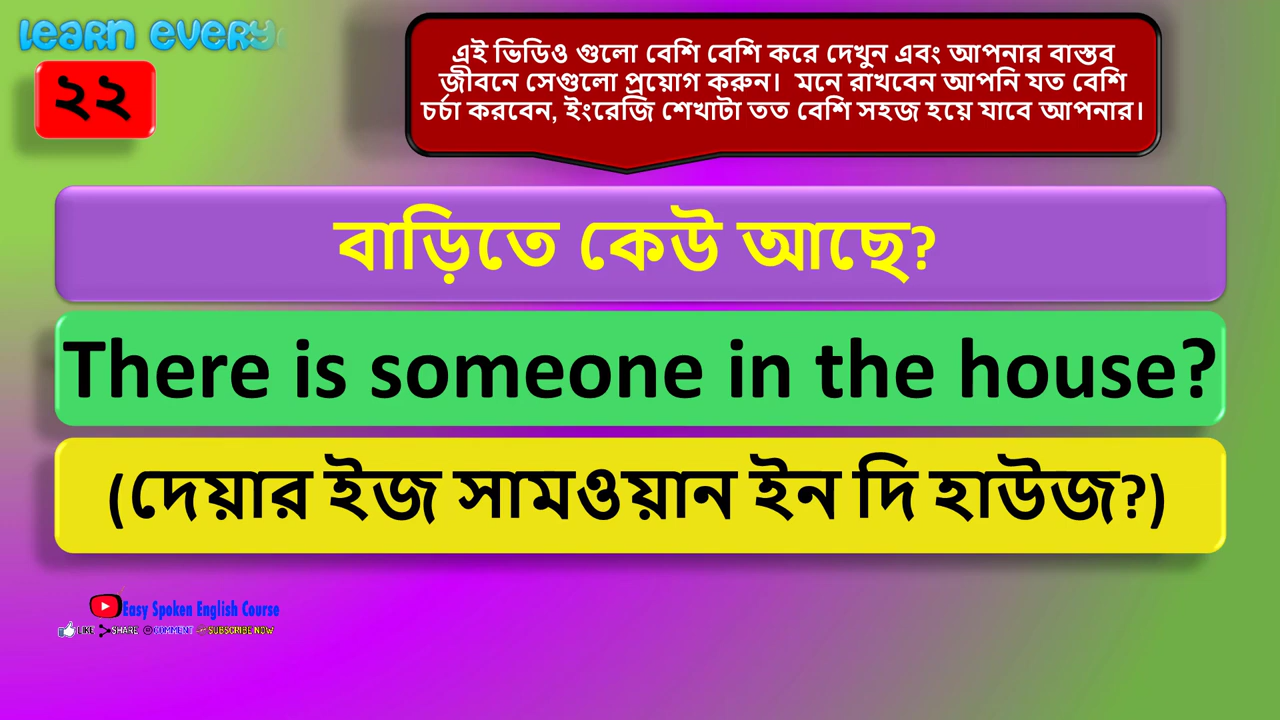 Learn Every
২২
এই ভিডিও গুলো বেশি বেশি করে দেখুন এবং আপনার বাস্তব
জীবনে সেগুলো প্রয়োগ করুন। মনে রাখবেন আপনি যত বেশি
চর্চা করবেন, ইংরেজি শেখাটা তত বেশি সহজ হয়ে যাবে আপনার।
বাড়িতে কেউ আছে?
There is someone in the house?
(দেয়ার ইজ সামওয়ান ইন দি হাউজ?)
Easy Spoken English Course
LIKE SHARE COMMENT SUBSCRIBE NOW